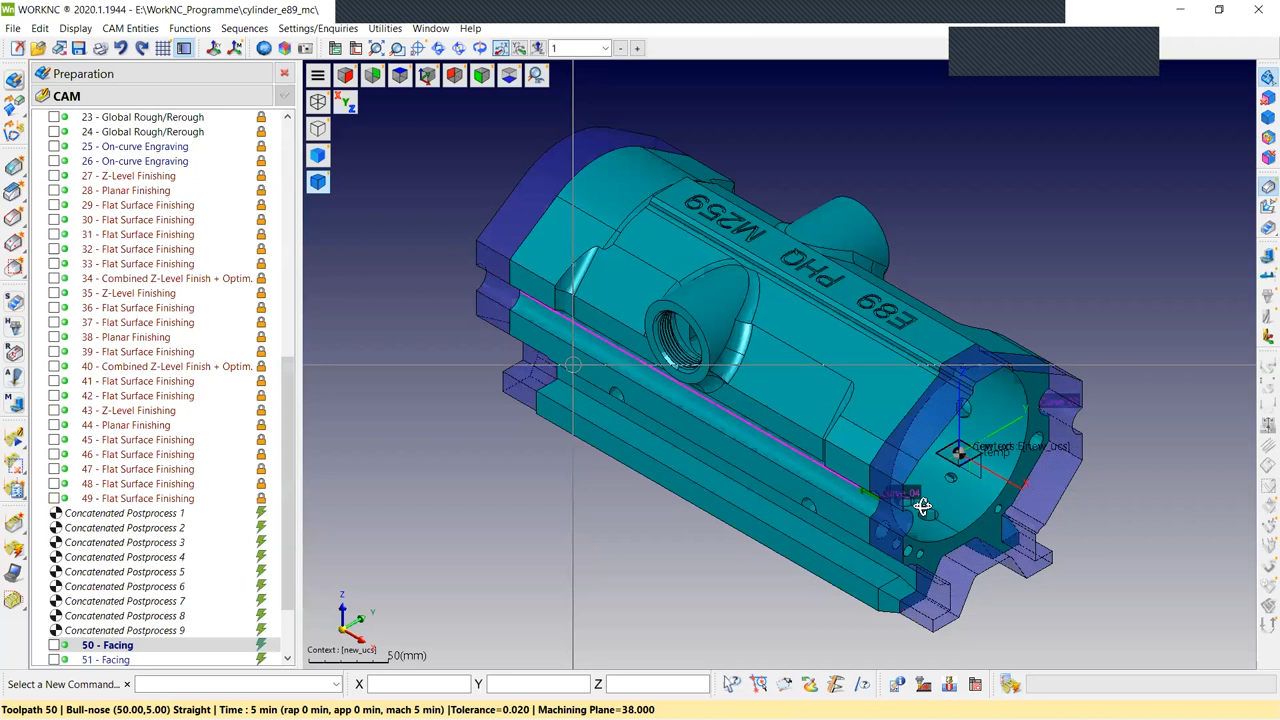 WORKNC ® 2020.1.1944 - E:\WorkNC_Programme\cylinder_e89_mc\
File Edit Display CAM Entities Functions Sequences Settings/Enquiries Utilities Window Help
1
Preparation
CAM
23 - Global Rough/Rerough
24 - Global Rough/Rerough
25 - On-curve Engraving
26 - On-curve Engraving
27 - Z-Level Finishing
28 - Planar Finishing
29 - Flat Surface Finishing
30 - Flat Surface Finishing
31 - Flat Surface Finishing
32 - Flat Surface Finishing
33 - Flat Surface Finishing
34 - Combined Z-Level Finish + Optim.
35 - Z-Level Finishing
36 - Flat Surface Finishing
37 - Flat Surface Finishing
38 - Planar Finishing
39 - Flat Surface Finishing
40 - Combined Z-Level Finish + Optim.
41 - Flat Surface Finishing
42 - Flat Surface Finishing
43 - Z-Level Finishing
44 - Planar Finishing
45 - Flat Surface Finishing
46 - Flat Surface Finishing
47 - Flat Surface Finishing
48 - Flat Surface Finishing
49 - Flat Surface Finishing
Concatenated Postprocess 1
Concatenated Postprocess 2
Concatenated Postprocess 3
Concatenated Postprocess 4
Concatenated Postprocess 5
Concatenated Postprocess 6
Concatenated Postprocess 7
Concatenated Postprocess 8
Concatenated Postprocess 9
50 - Facing
51 - Facing
X Y Z
E89 PHQ M259
Z
Y
X
[new_ucs]
temp
Z
Y
X
Context : [new_ucs]
50(mm)
Select a New Command... X Y Z
Toolpath 50 | Bull-nose (50.00,5.00) Straight | Time : 5 min (rap 0 min, app 0 min, mach 5 min) |Tolerance=0.020 | Machining Plane=38.000